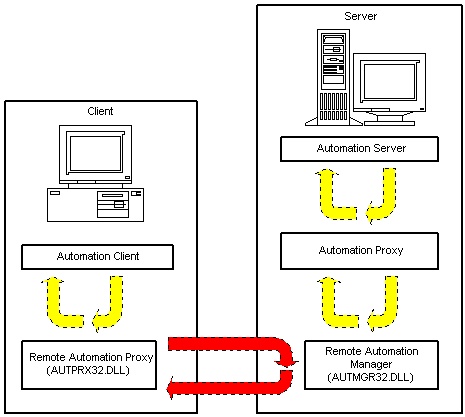 Server
Client
Automation Server
Automation Client
Automation Proxy
Remote Automation Proxy
(AUTPRX32.DLL)
Remote Automation
Manager
(AUTMGR32.DLL)